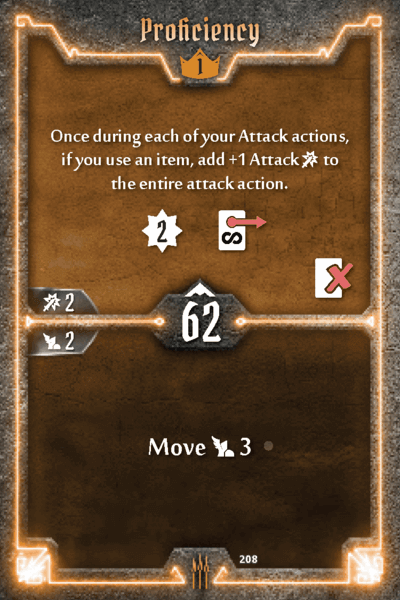 Proficiency
1
Once during each of your Attack actions,
if you use an item, add +1 Attack to
the entire attack action.
2
2
62
2
Move 3
208